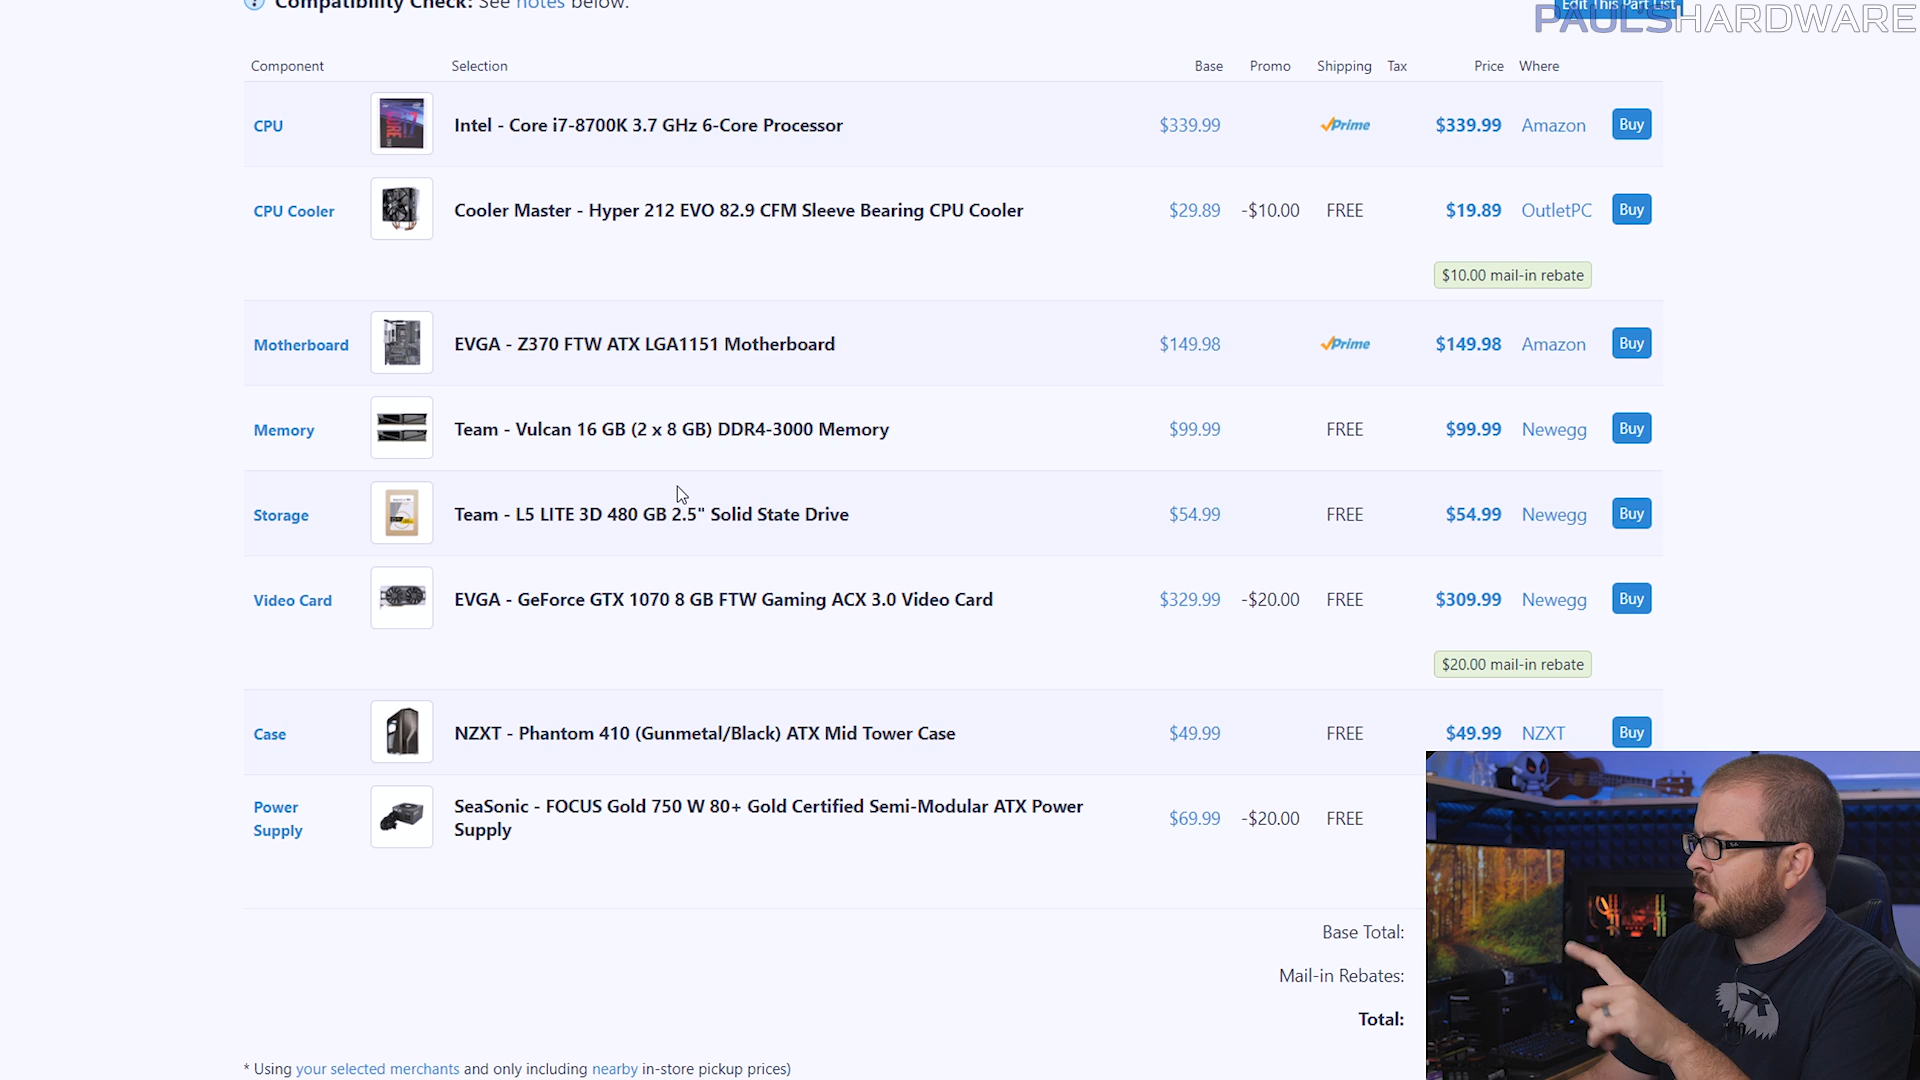 Compatibility Check: See notes below.
Edit This Part List
PAUL'SHARDWARE
Component Selection Base Promo Shipping Tax Price Where
CPU Intel - Core i7-8700K 3.7 GHz 6-Core Processor $339.99 Prime $339.99 Amazon Buy
CPU Cooler Cooler Master - Hyper 212 EVO 82.9 CFM Sleeve Bearing CPU Cooler $29.89 -$10.00 FREE $19.89 OutletPC Buy
$10.00 mail-in rebate
Motherboard EVGA - Z370 FTW ATX LGA1151 Motherboard $149.98 Prime $149.98 Amazon Buy
Memory Team - Vulcan 16 GB (2 x 8 GB) DDR4-3000 Memory $99.99 FREE $99.99 Newegg Buy
Storage Team - L5 LITE 3D 480 GB 2.5" Solid State Drive $54.99 FREE $54.99 Newegg Buy
Video Card EVGA - GeForce GTX 1070 8 GB FTW Gaming ACX 3.0 Video Card $329.99 -$20.00 FREE $309.99 Newegg Buy
$20.00 mail-in rebate
Case NZXT - Phantom 410 (Gunmetal/Black) ATX Mid Tower Case $49.99 FREE $49.99 NZXT Buy
Power Supply SeaSonic - FOCUS Gold 750 W 80+ Gold Certified Semi-Modular ATX Power
Supply $69.99 -$20.00 FREE
Base Total:
Mail-in Rebates:
Total:
* Using your selected merchants and only including nearby in-store pickup prices)